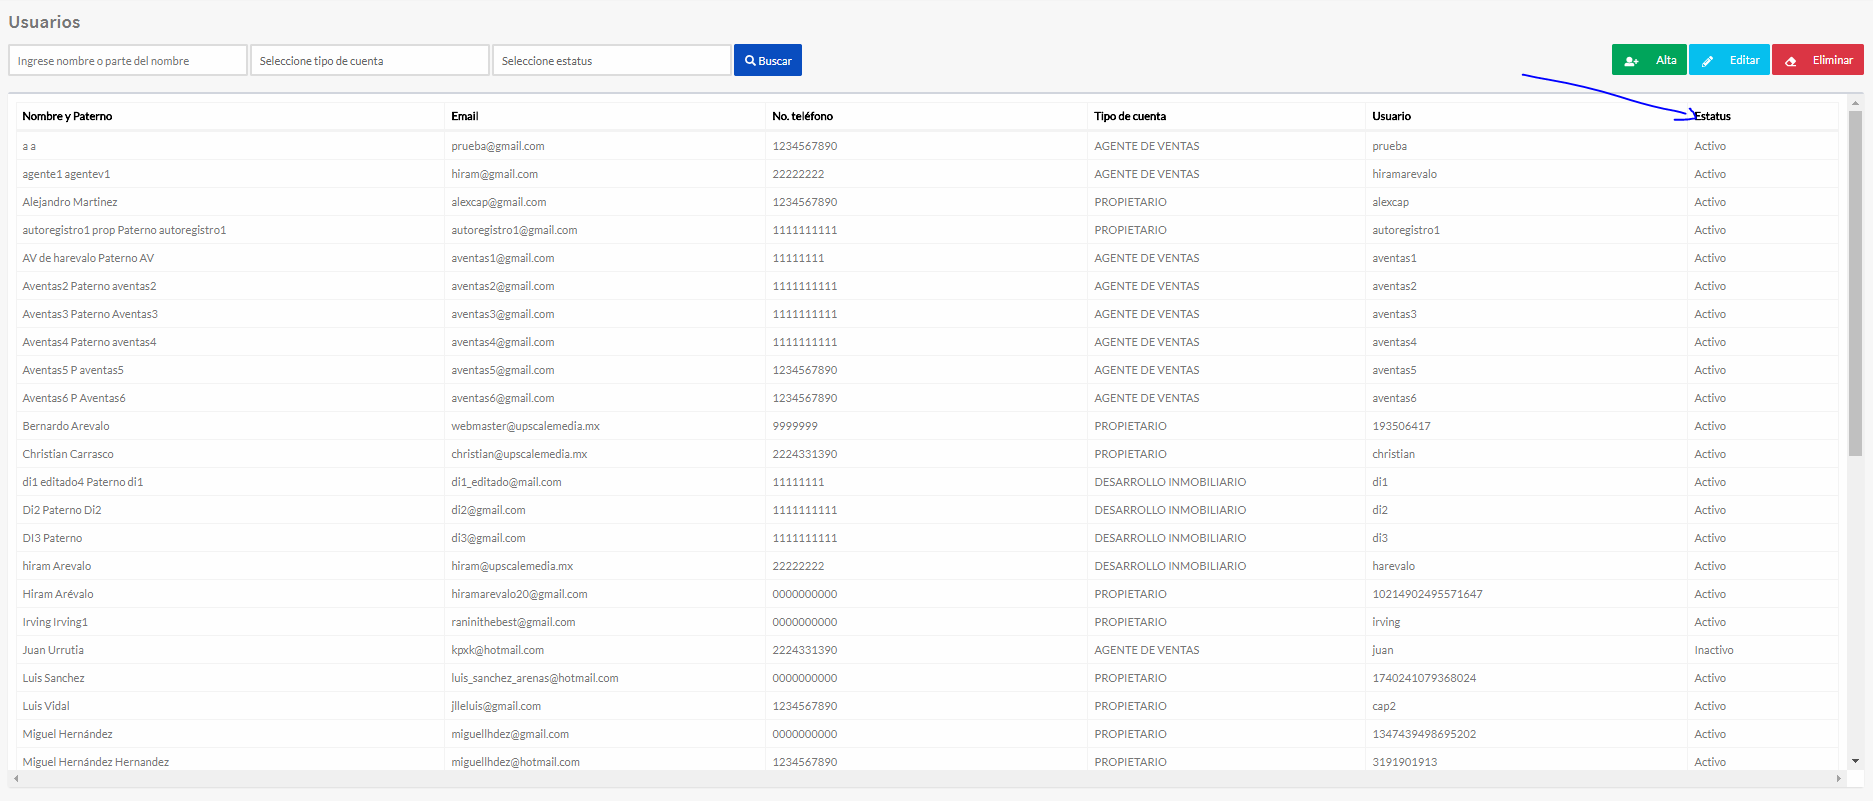 Usuarios
Ingrese nombre o parte del nombre Seleccione tipo de cuenta Seleccione estatus Buscar Alta Editar Eliminar
Nombre y Paterno Email No. teléfono Tipo de cuenta Usuario Estatus
a a prueba@gmail.com 1234567890 AGENTE DE VENTAS prueba Activo
agente1 agentev1 hiram@gmail.com 22222222 AGENTE DE VENTAS hiramarevalo Activo
Alejandro Martinez alexcap@gmail.com 1234567890 PROPIETARIO alexcap Activo
autoregistro1 prop Paterno autoregistro1 autoregistro1@gmail.com 1111111111 PROPIETARIO autoregistro1 Activo
AV de harevalo Paterno AV aventas1@gmail.com 11111111 AGENTE DE VENTAS aventas1 Activo
Aventas2 Paterno aventas2 aventas2@gmail.com 1111111111 AGENTE DE VENTAS aventas2 Activo
Aventas3 Paterno Aventas3 aventas3@gmail.com 1111111111 AGENTE DE VENTAS aventas3 Activo
Aventas4 Paterno aventas4 aventas4@gmail.com 1111111111 AGENTE DE VENTAS aventas4 Activo
Aventas5 P aventas5 aventas5@gmail.com 1234567890 AGENTE DE VENTAS aventas5 Activo
Aventas6 P Aventas6 aventas6@gmail.com 1234567890 AGENTE DE VENTAS aventas6 Activo
Bernardo Arevalo webmaster@upscalemedia.mx 9999999 PROPIETARIO 193506417 Activo
Christian Carrasco christian@upscalemedia.mx 2224331390 PROPIETARIO christian Activo
di1 editado4 Paterno di1 di1_editado@mail.com 11111111 DESARROLLO INMOBILIARIO di1 Activo
Di2 Paterno Di2 di2@gmail.com 1111111111 DESARROLLO INMOBILIARIO di2 Activo
DI3 Paterno di3@gmail.com 1111111111 DESARROLLO INMOBILIARIO di3 Activo
hiram Arevalo hiram@upscalemedia.mx 22222222 DESARROLLO INMOBILIARIO harevalo Activo
Hiram Arévalo hiramarevalo20@gmail.com 0000000000 PROPIETARIO 10214902495571647 Activo
Irving Irving1 raninithebest@gmail.com 0000000000 PROPIETARIO irving Activo
Juan Urrutia kpxk@hotmail.com 2224331390 AGENTE DE VENTAS juan Inactivo
Luis Sanchez luis_sanchez_arenas@hotmail.com 0000000000 PROPIETARIO 1740241079368024 Activo
Luis Vidal jlleluis@gmail.com 1234567890 PROPIETARIO cap2 Activo
Miguel Hernández miguellhdez@gmail.com 0000000000 PROPIETARIO 1347439498695202 Activo
Miguel Hernández Hernandez miguellhdez@hotmail.com 1234567890 PROPIETARIO 3191901913 Activo